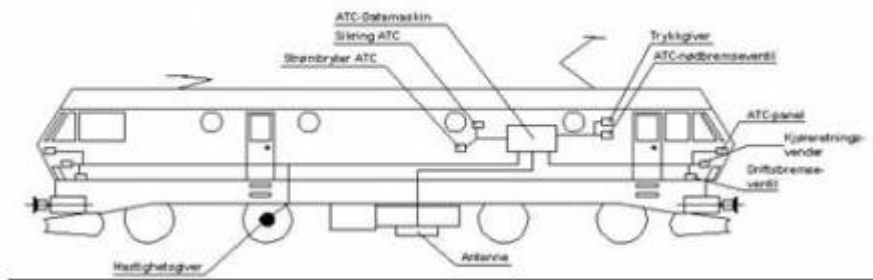 ATC-Datamaskin
Sikring ATC
Strømbryter ATC
Trykkgiver
ATC-nødbremseventil
ATC-panel
Kjøreretnings-
vender
Driftsbremse-
ventil
Hastighetsgiver
Antenne